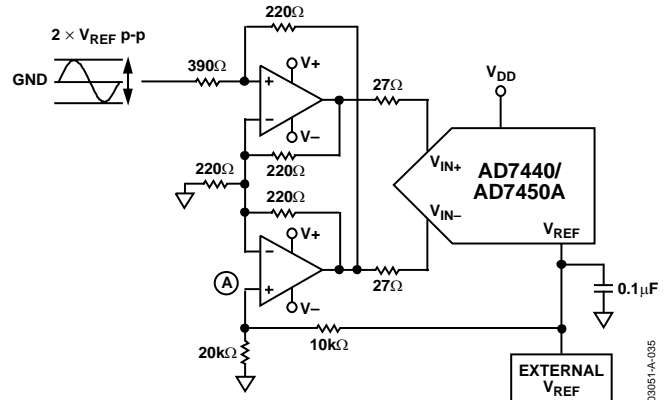 220Ω
2 × VREF p-p
GND
390Ω
V+
+
–
V–
27Ω
VDD
220Ω
220Ω
220Ω
VIN+
AD7440/
AD7450A
VIN–
VREF
V+
–
+
V–
A
27Ω
0.1µF
20kΩ
10kΩ
EXTERNAL
VREF
03051-A-035